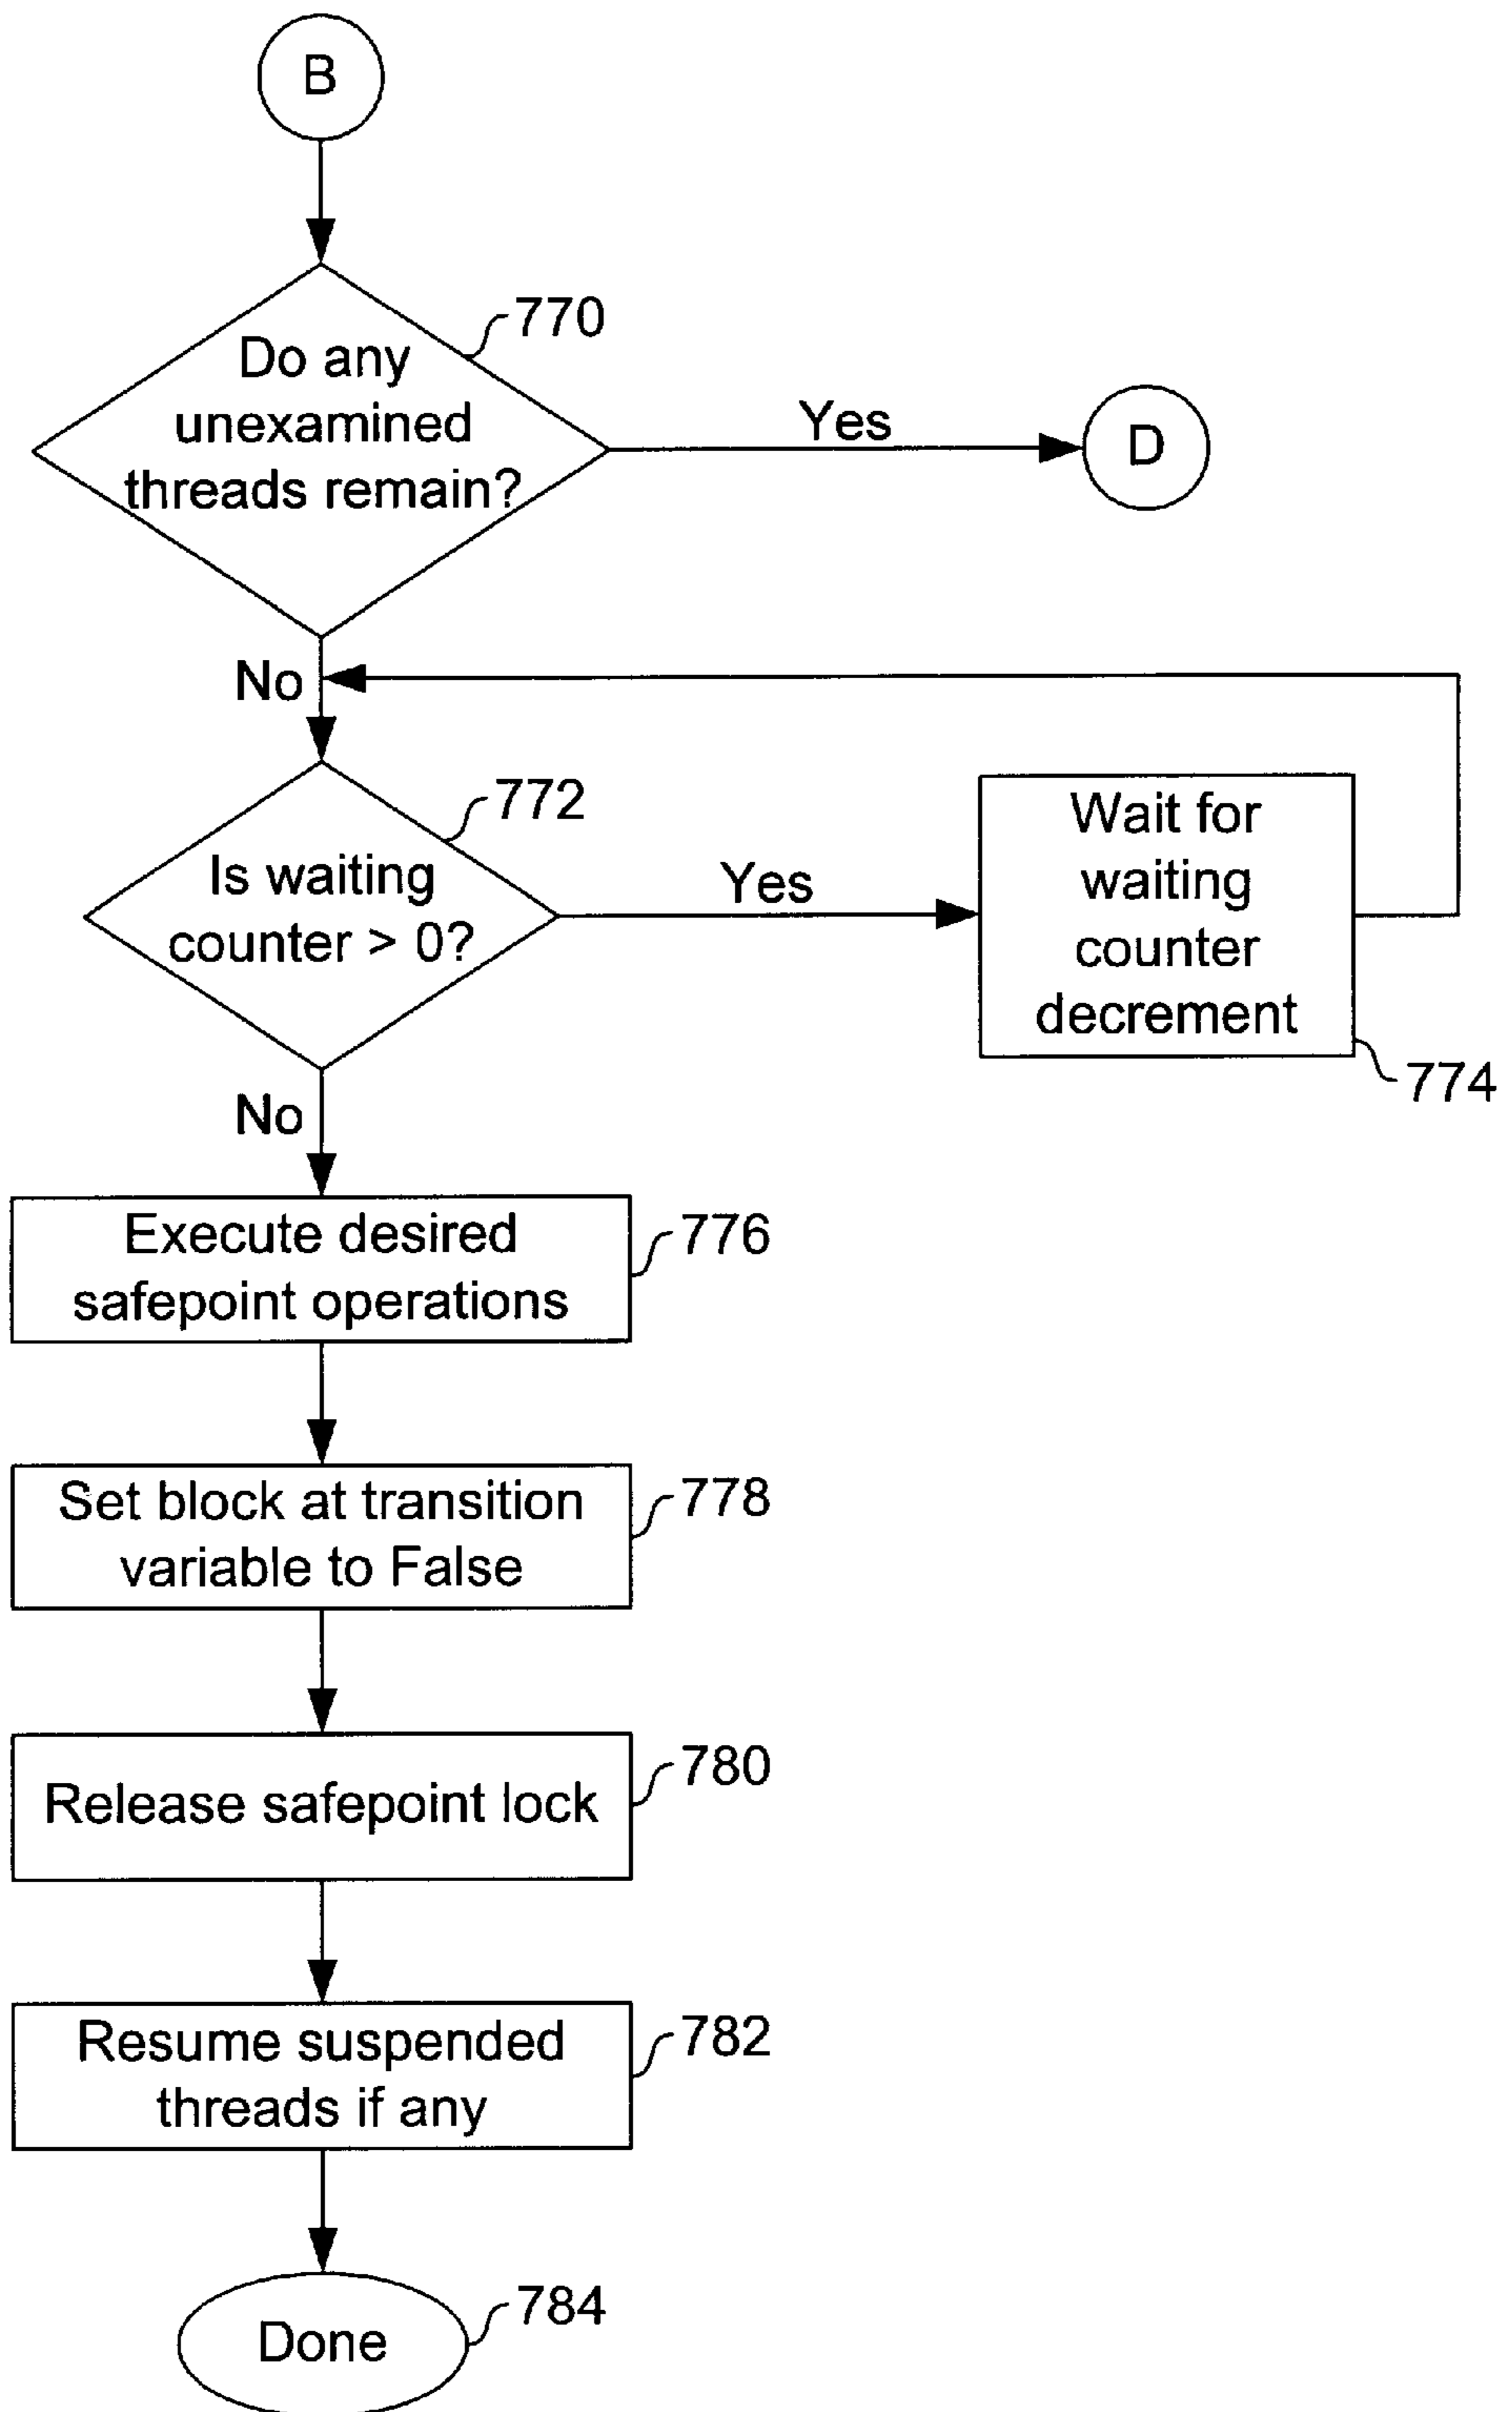 B
770
Do any
unexamined
threads remain?
Yes
D
No
772
Is waiting
counter > 0?
Yes
Wait for
waiting
counter
decrement
774
No
Execute desired
safepoint operations
776
Set block at transition
variable to False
778
Release safepoint lock
780
Resume suspended
threads if any
782
Done
784